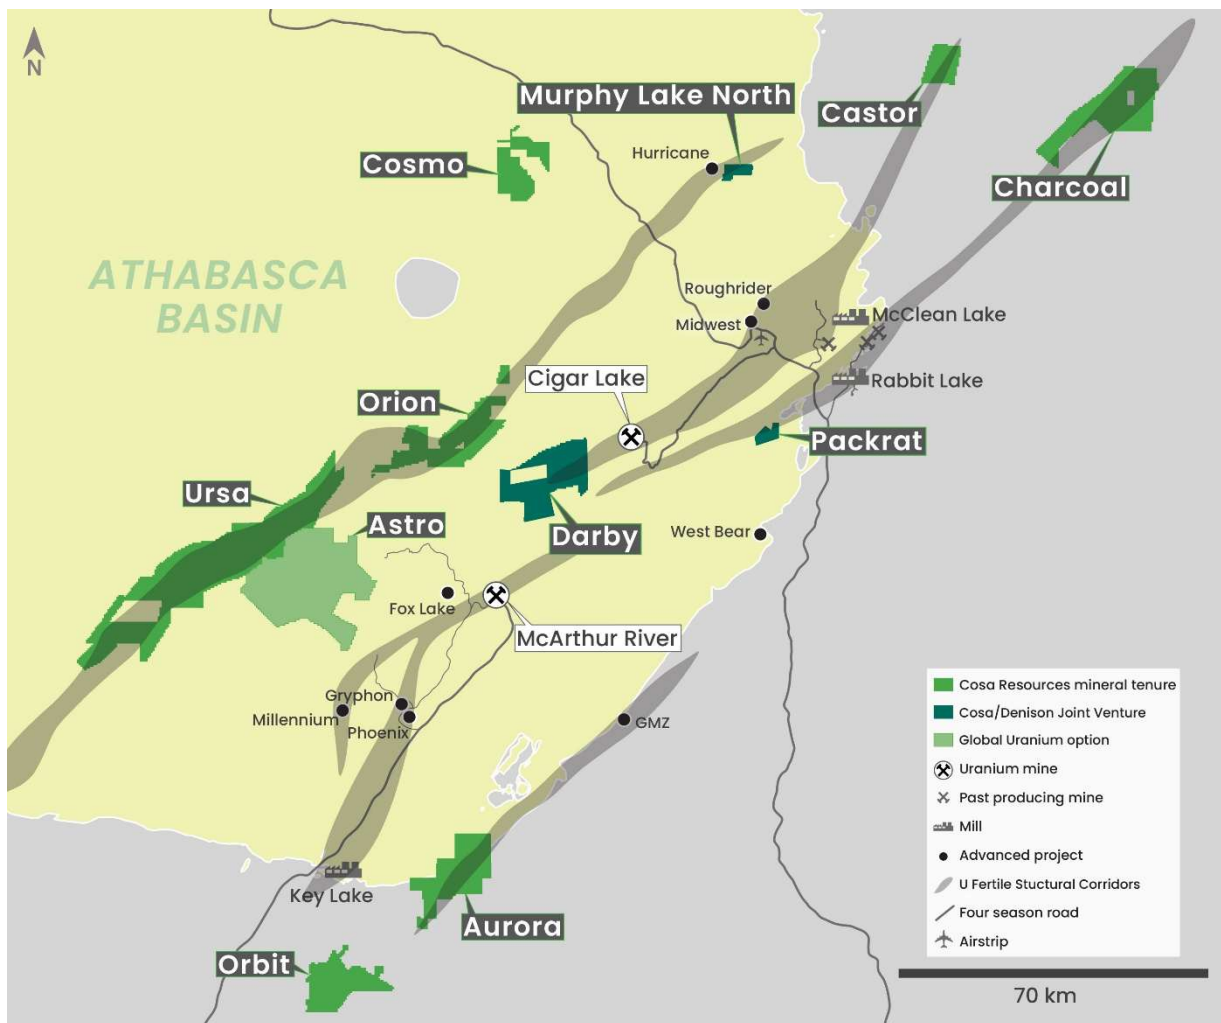 N
Murphy Lake North
Castor
Cosmo
Hurricane
Charcoal
ATHABASCA
BASIN
Roughrider
Midwest
McClean Lake
Cigar Lake
Rabbit Lake
Orion
Packrat
Ursa
Astro
Darby
West Bear
Fox Lake
McArthur River
Gryphon
Millennium
Phoenix
GMZ
Key Lake
Aurora
Orbit
Cosa Resources mineral tenure
Cosa/Denison Joint Venture
Global Uranium option
Uranium mine
Past producing mine
Mill
Advanced project
U Fertile Stuctural Corridors
Four season road
Airstrip
70 km